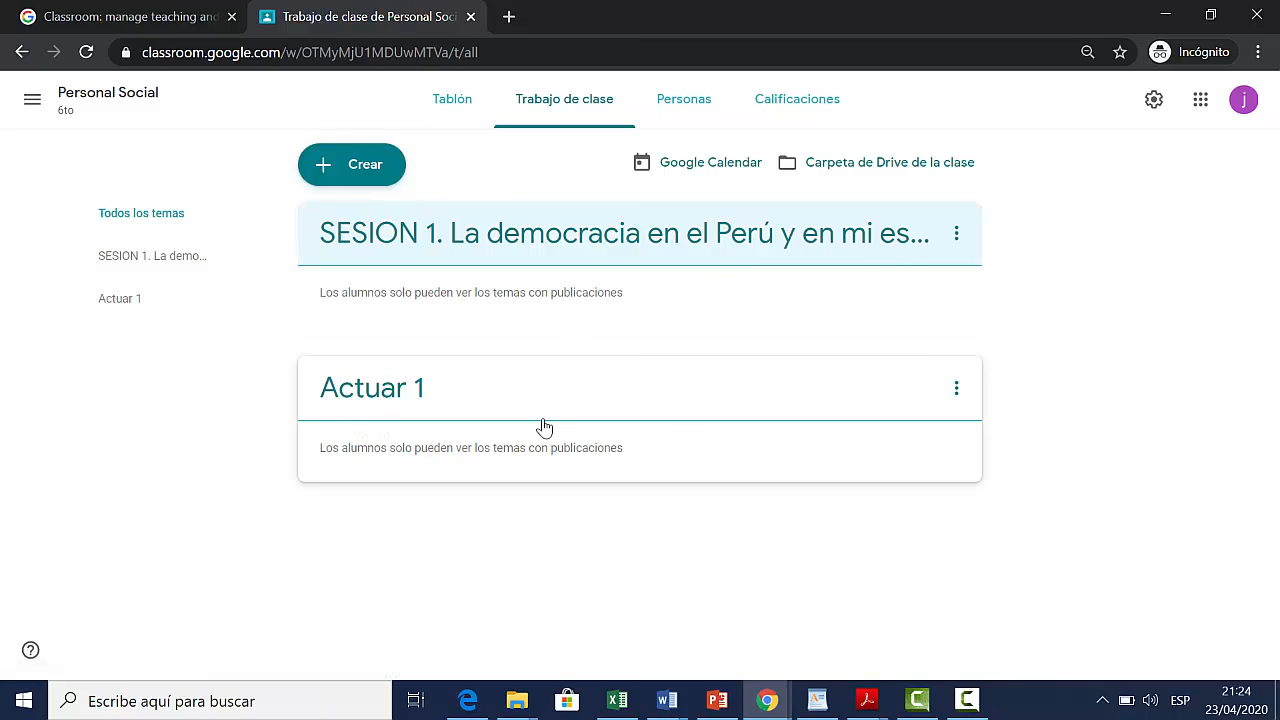 Classroom: manage teaching and
Trabajo de clase de Personal Soci
classroom.google.com/w/OTMyMjU1MDUwMTVa/t/all
Incógnito
Personal Social
6to
Tablón
Trabajo de clase
Personas
Calificaciones
j
Crear
Google Calendar
Carpeta de Drive de la clase
Todos los temas
SESION 1. La demo...
Actuar 1
SESION 1. La democracia en el Perú y en mi es...
Los alumnos solo pueden ver los temas con publicaciones
Actuar 1
Los alumnos solo pueden ver los temas con publicaciones
Escribe aquí para buscar
ESP
21:24
23/04/2020